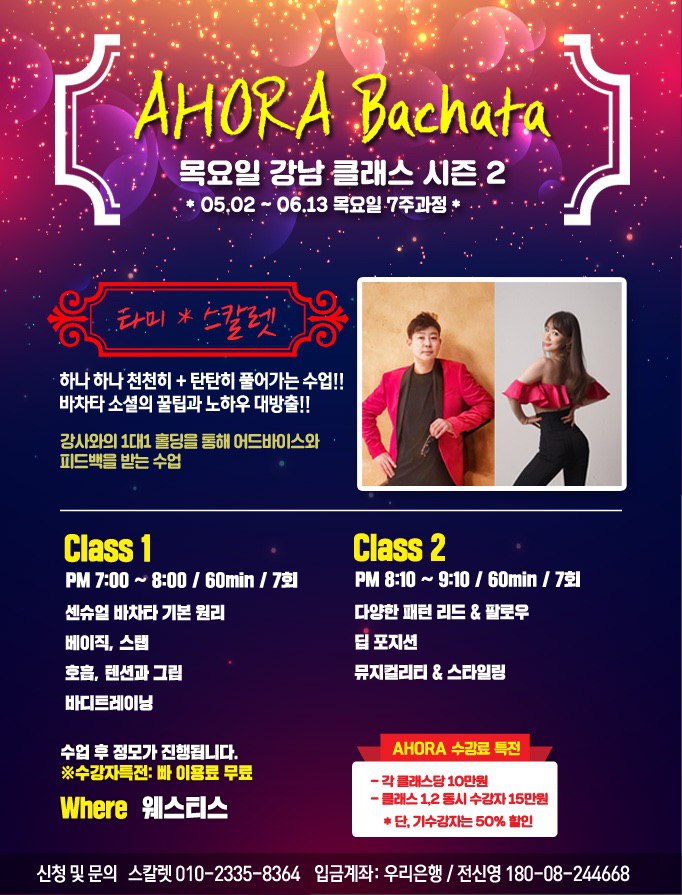 AHORA Bachata
목요일 강남 클래스 시즌 2
* 05.02 ~ 06.13 목요일 7주과정 *
타미 * 스칼렛
하나 하나 천천히 + 탄탄히 풀어가는 수업!!
바차타 소셜의 꿀팁과 노하우 대방출!!
강사와의 1대1 홀딩을 통해 어드바이스와
피드백을 받는 수업
Class 1
PM 7:00 ~ 8:00 / 60min / 7회
센슈얼 바차타 기본 원리
베이직, 스탭
호흡, 텐션과 그립
바디트레이닝
Class 2
PM 8:10 ~ 9:10 / 60min / 7회
다양한 패턴 리드 & 팔로우
딥 포지션
뮤지컬리티 & 스타일링
수업 후 정모가 진행됩니다.
※수강자특전: 빠 이용료 무료
Where 웨스티스
AHORA 수강료 특전
- 각 클래스당 10만원
- 클래스 1,2 동시 수강자 15만원
* 단, 기수강자는 50% 할인
신청 및 문의 스칼렛 010-2335-8364 입금계좌: 우리은행 / 전신영 180-08-244668